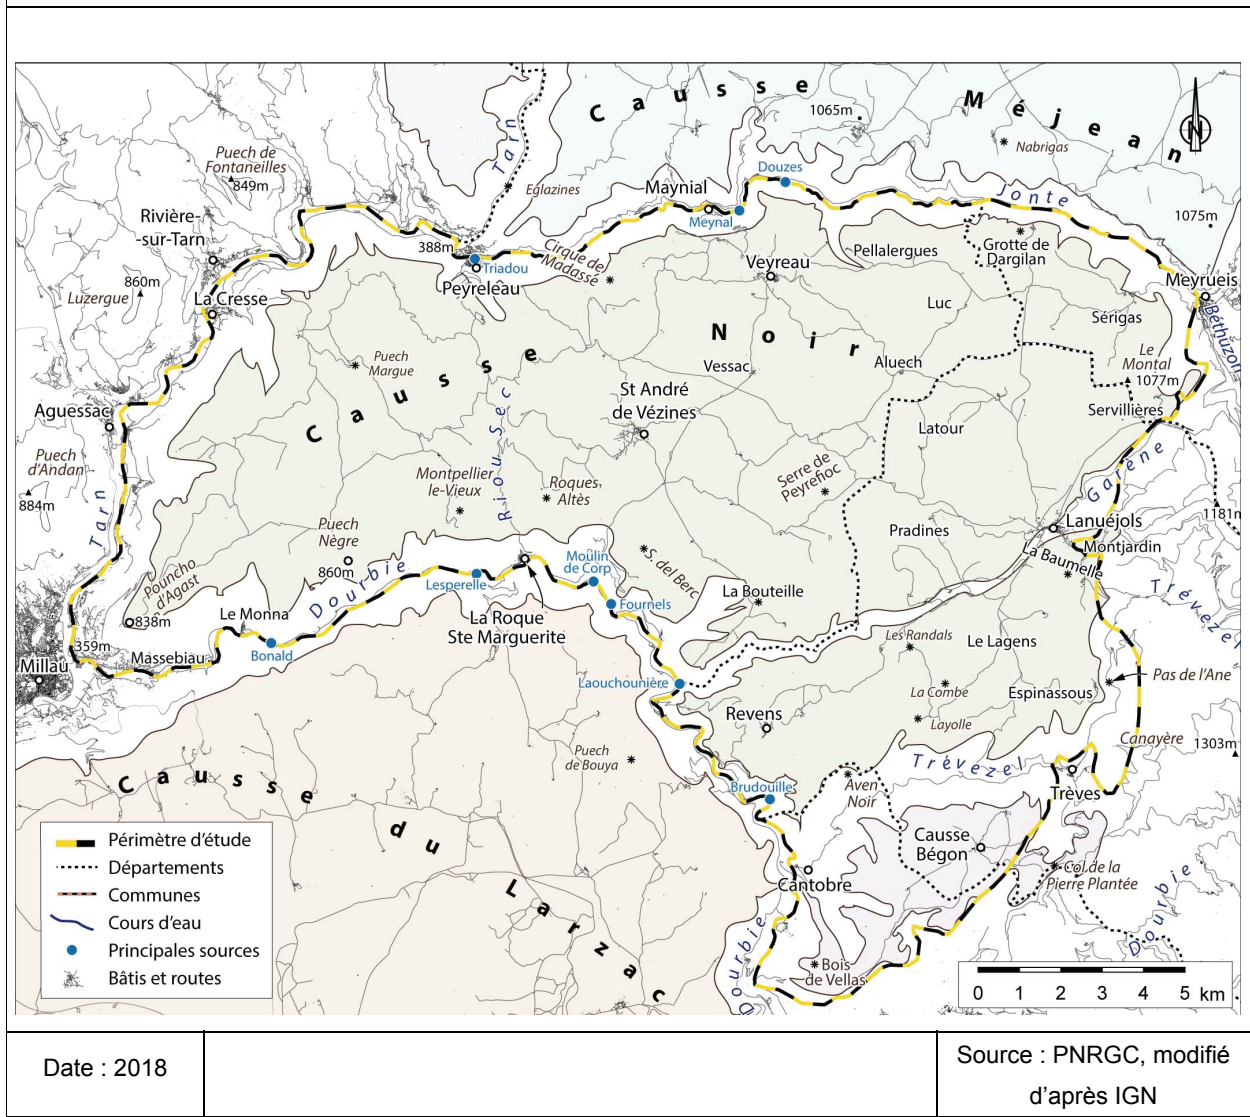 Causse Méjean
1065m
Nabrigas
Puech de
Fontaneilles
849m
Tarn
Eglazines
Douzes
Maynial
Méynal
Jonte
1075m
Rivière-
-sur-Tarn
388m
Triadou
Peyreleau
Cirque de
Madassé
Veyreau
Pellalergues
Grotte de
Dargilan
Meyrueis
Béthuzon
860m
Luzergue
La Cresse
Luc
Sérigas
Causse Noir
Puech
Margue
Vessac
Aluech
Le
Montal
1077m
Servillières
St André
de Vézines
Riou Sec
Aguessac
Latour
Puech
d'Andan
884m
Tarn
Montpellier
le-Vieux
Roques
Altès
Serre de
Peyrefioc
Garène
1181m
Puech
Nègre
860m
Pradines
Lanuéjols
Montjardin
La Baumelle
Pouncho
d'Agast
838m
Dourbie
Lesperelle
Moulin
de Corp
S. del Berc
Fournels
La Bouteille
Trévezel
Le Monna
La Roque
Ste Marguerite
359m
Massebiau
Bonald
Millau
Les Randals
Le Lagens
Laouchounière
La Combe
Espinassous
Pas de l'Ane
Revens
Layolle
Canayère
1303m
Puech
de Bouya
Trévezel
Brudouille
Aven
Noir
Trèves
Causse du Larzac
Causse
Bégon
Cantobre
Col de la
Pierre Plantée
Dourbie
Dourbie
Bois
de Vellas
Périmètre d'étude
Départements
Communes
Cours d'eau
Principales sources
Bâtis et routes
N
0 1 2 3 4 5 km
Date : 2018
Source : PNRGC, modifié
d'après IGN